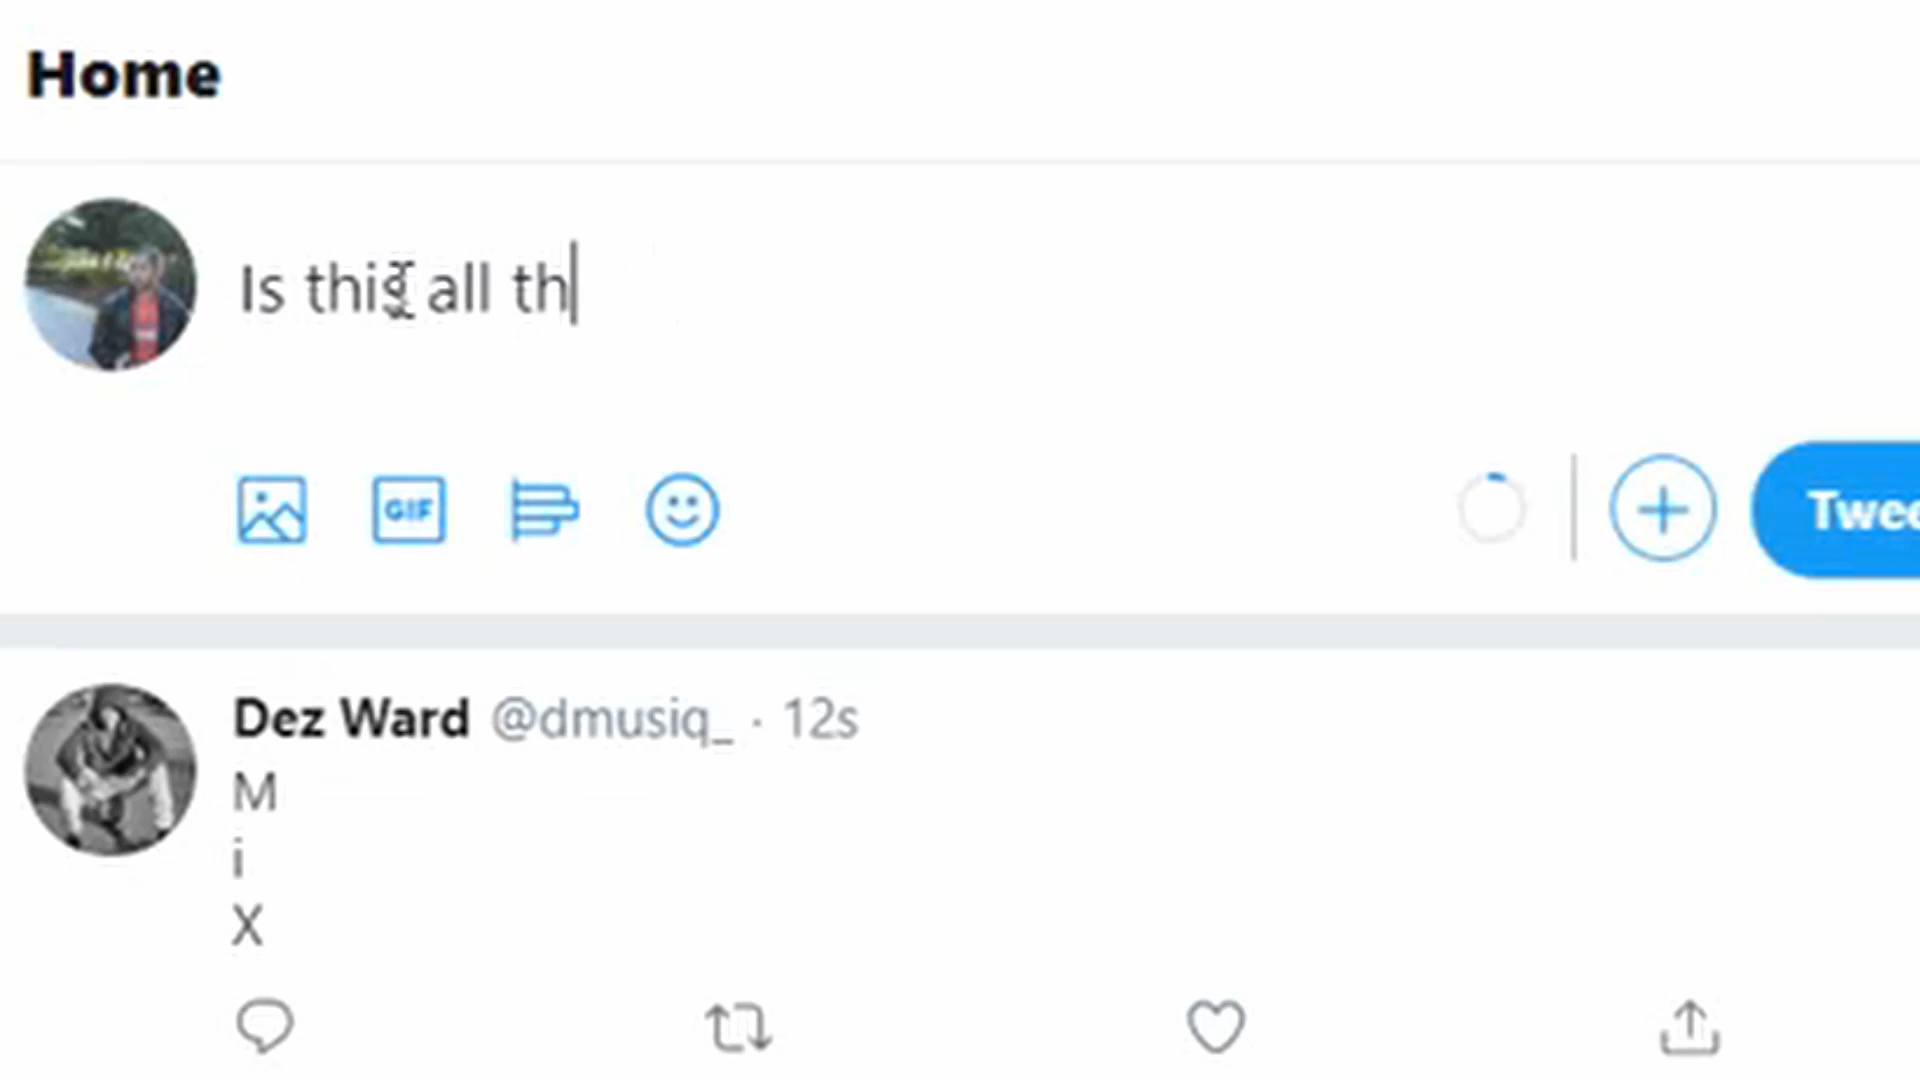 Home
Is this all th
GIF
Twee
Dez Ward @dmusiq_ · 12s
M
i
X